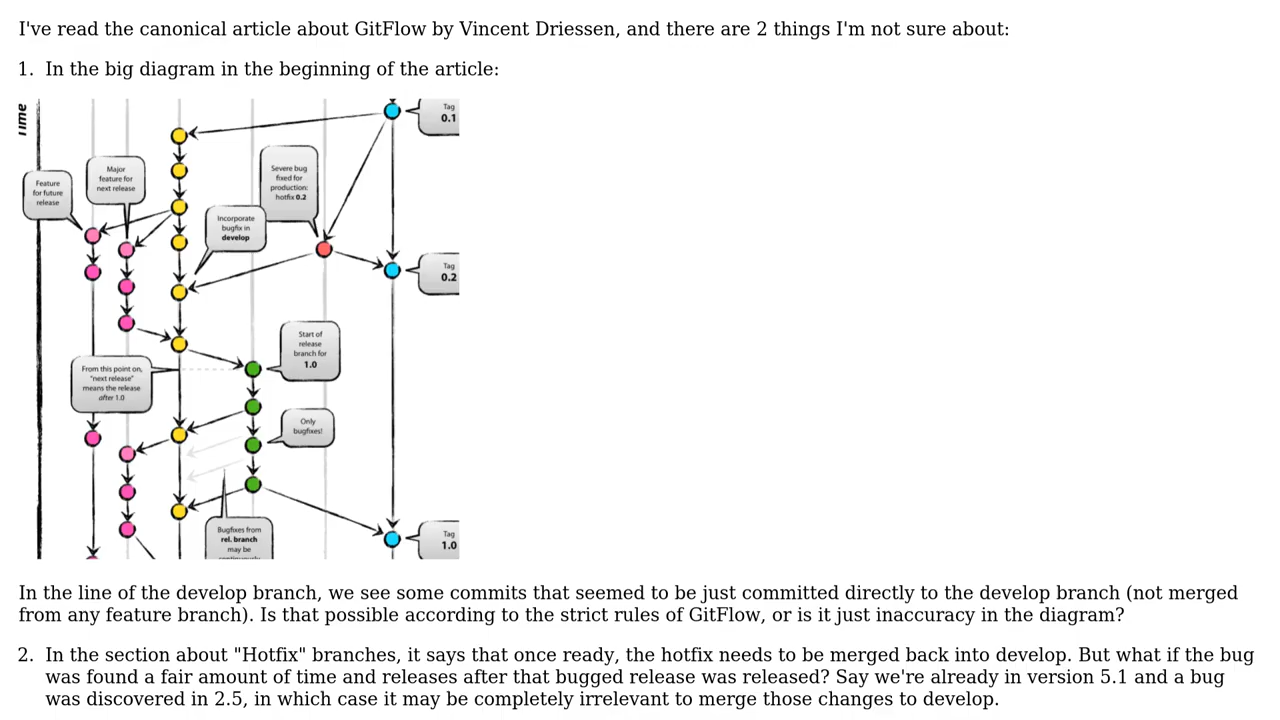 I've read the canonical article about GitFlow by Vincent Driessen, and there are 2 things I'm not sure about:
1. In the big diagram in the beginning of the article:
Time
Tag
0.1
Major
feature for
next release
Feature
for future
release
Severe bug
fixed for
production:
hotfix 0.2
Incorporate
bugfix in
develop
Tag
0.2
Start of
release
branch for
1.0
From this point on,
"next release"
means the release
after 1.0
Only
bugfixes!
Bugfixes from
rel. branch
may be
Tag
1.0
In the line of the develop branch, we see some commits that seemed to be just committed directly to the develop branch (not merged
from any feature branch). Is that possible according to the strict rules of GitFlow, or is it just inaccuracy in the diagram?
2. In the section about "Hotfix" branches, it says that once ready, the hotfix needs to be merged back into develop. But what if the bug
was found a fair amount of time and releases after that bugged release was released? Say we're already in version 5.1 and a bug
was discovered in 2.5, in which case it may be completely irrelevant to merge those changes to develop.